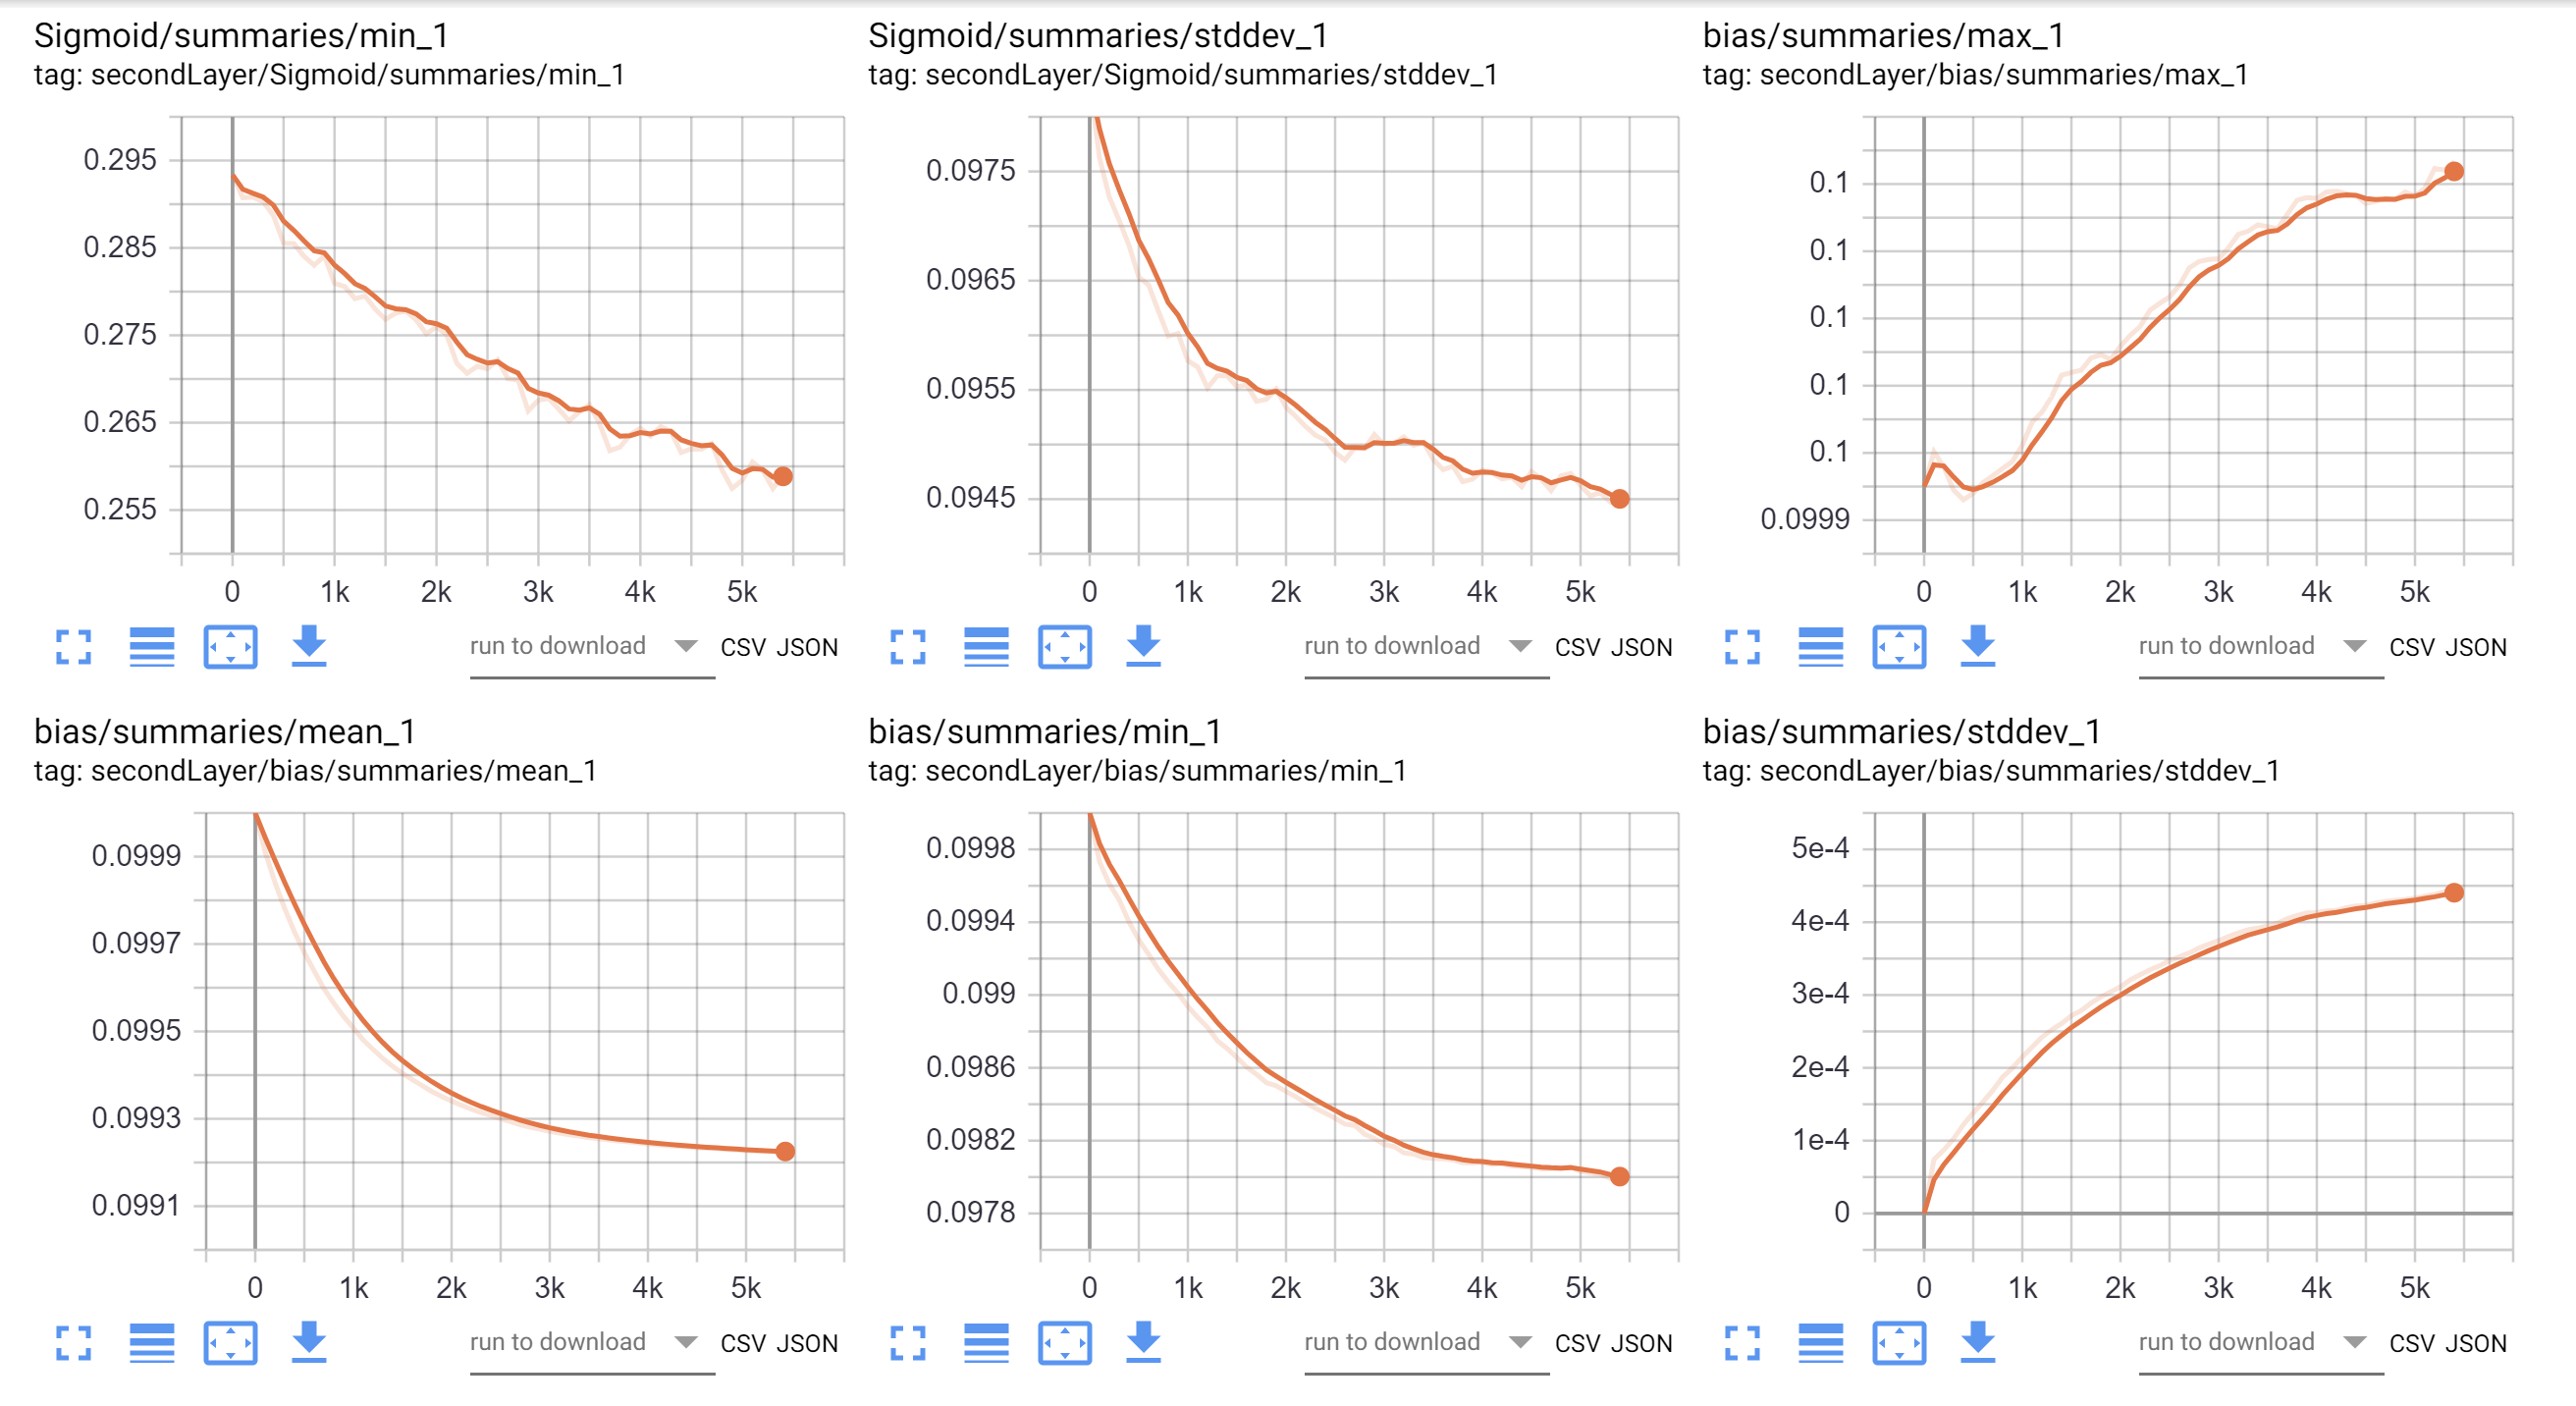 Sigmoid/summaries/min_1
tag: secondLayer/Sigmoid/summaries/min_1
0.295
0.285
0.275
0.265
0.255
0 1k 2k 3k 4k 5k
run to download CSV JSON
Sigmoid/summaries/stddev_1
tag: secondLayer/Sigmoid/summaries/stddev_1
0.0975
0.0965
0.0955
0.0945
0 1k 2k 3k 4k 5k
run to download CSV JSON
bias/summaries/max_1
tag: secondLayer/bias/summaries/max_1
0.1
0.1
0.1
0.1
0.1
0.0999
0 1k 2k 3k 4k 5k
run to download CSV JSON
bias/summaries/mean_1
tag: secondLayer/bias/summaries/mean_1
0.0999
0.0997
0.0995
0.0993
0.0991
0 1k 2k 3k 4k 5k
run to download CSV JSON
bias/summaries/min_1
tag: secondLayer/bias/summaries/min_1
0.0998
0.0994
0.099
0.0986
0.0982
0.0978
0 1k 2k 3k 4k 5k
run to download CSV JSON
bias/summaries/stddev_1
tag: secondLayer/bias/summaries/stddev_1
5e-4
4e-4
3e-4
2e-4
1e-4
0
0 1k 2k 3k 4k 5k
run to download CSV JSON